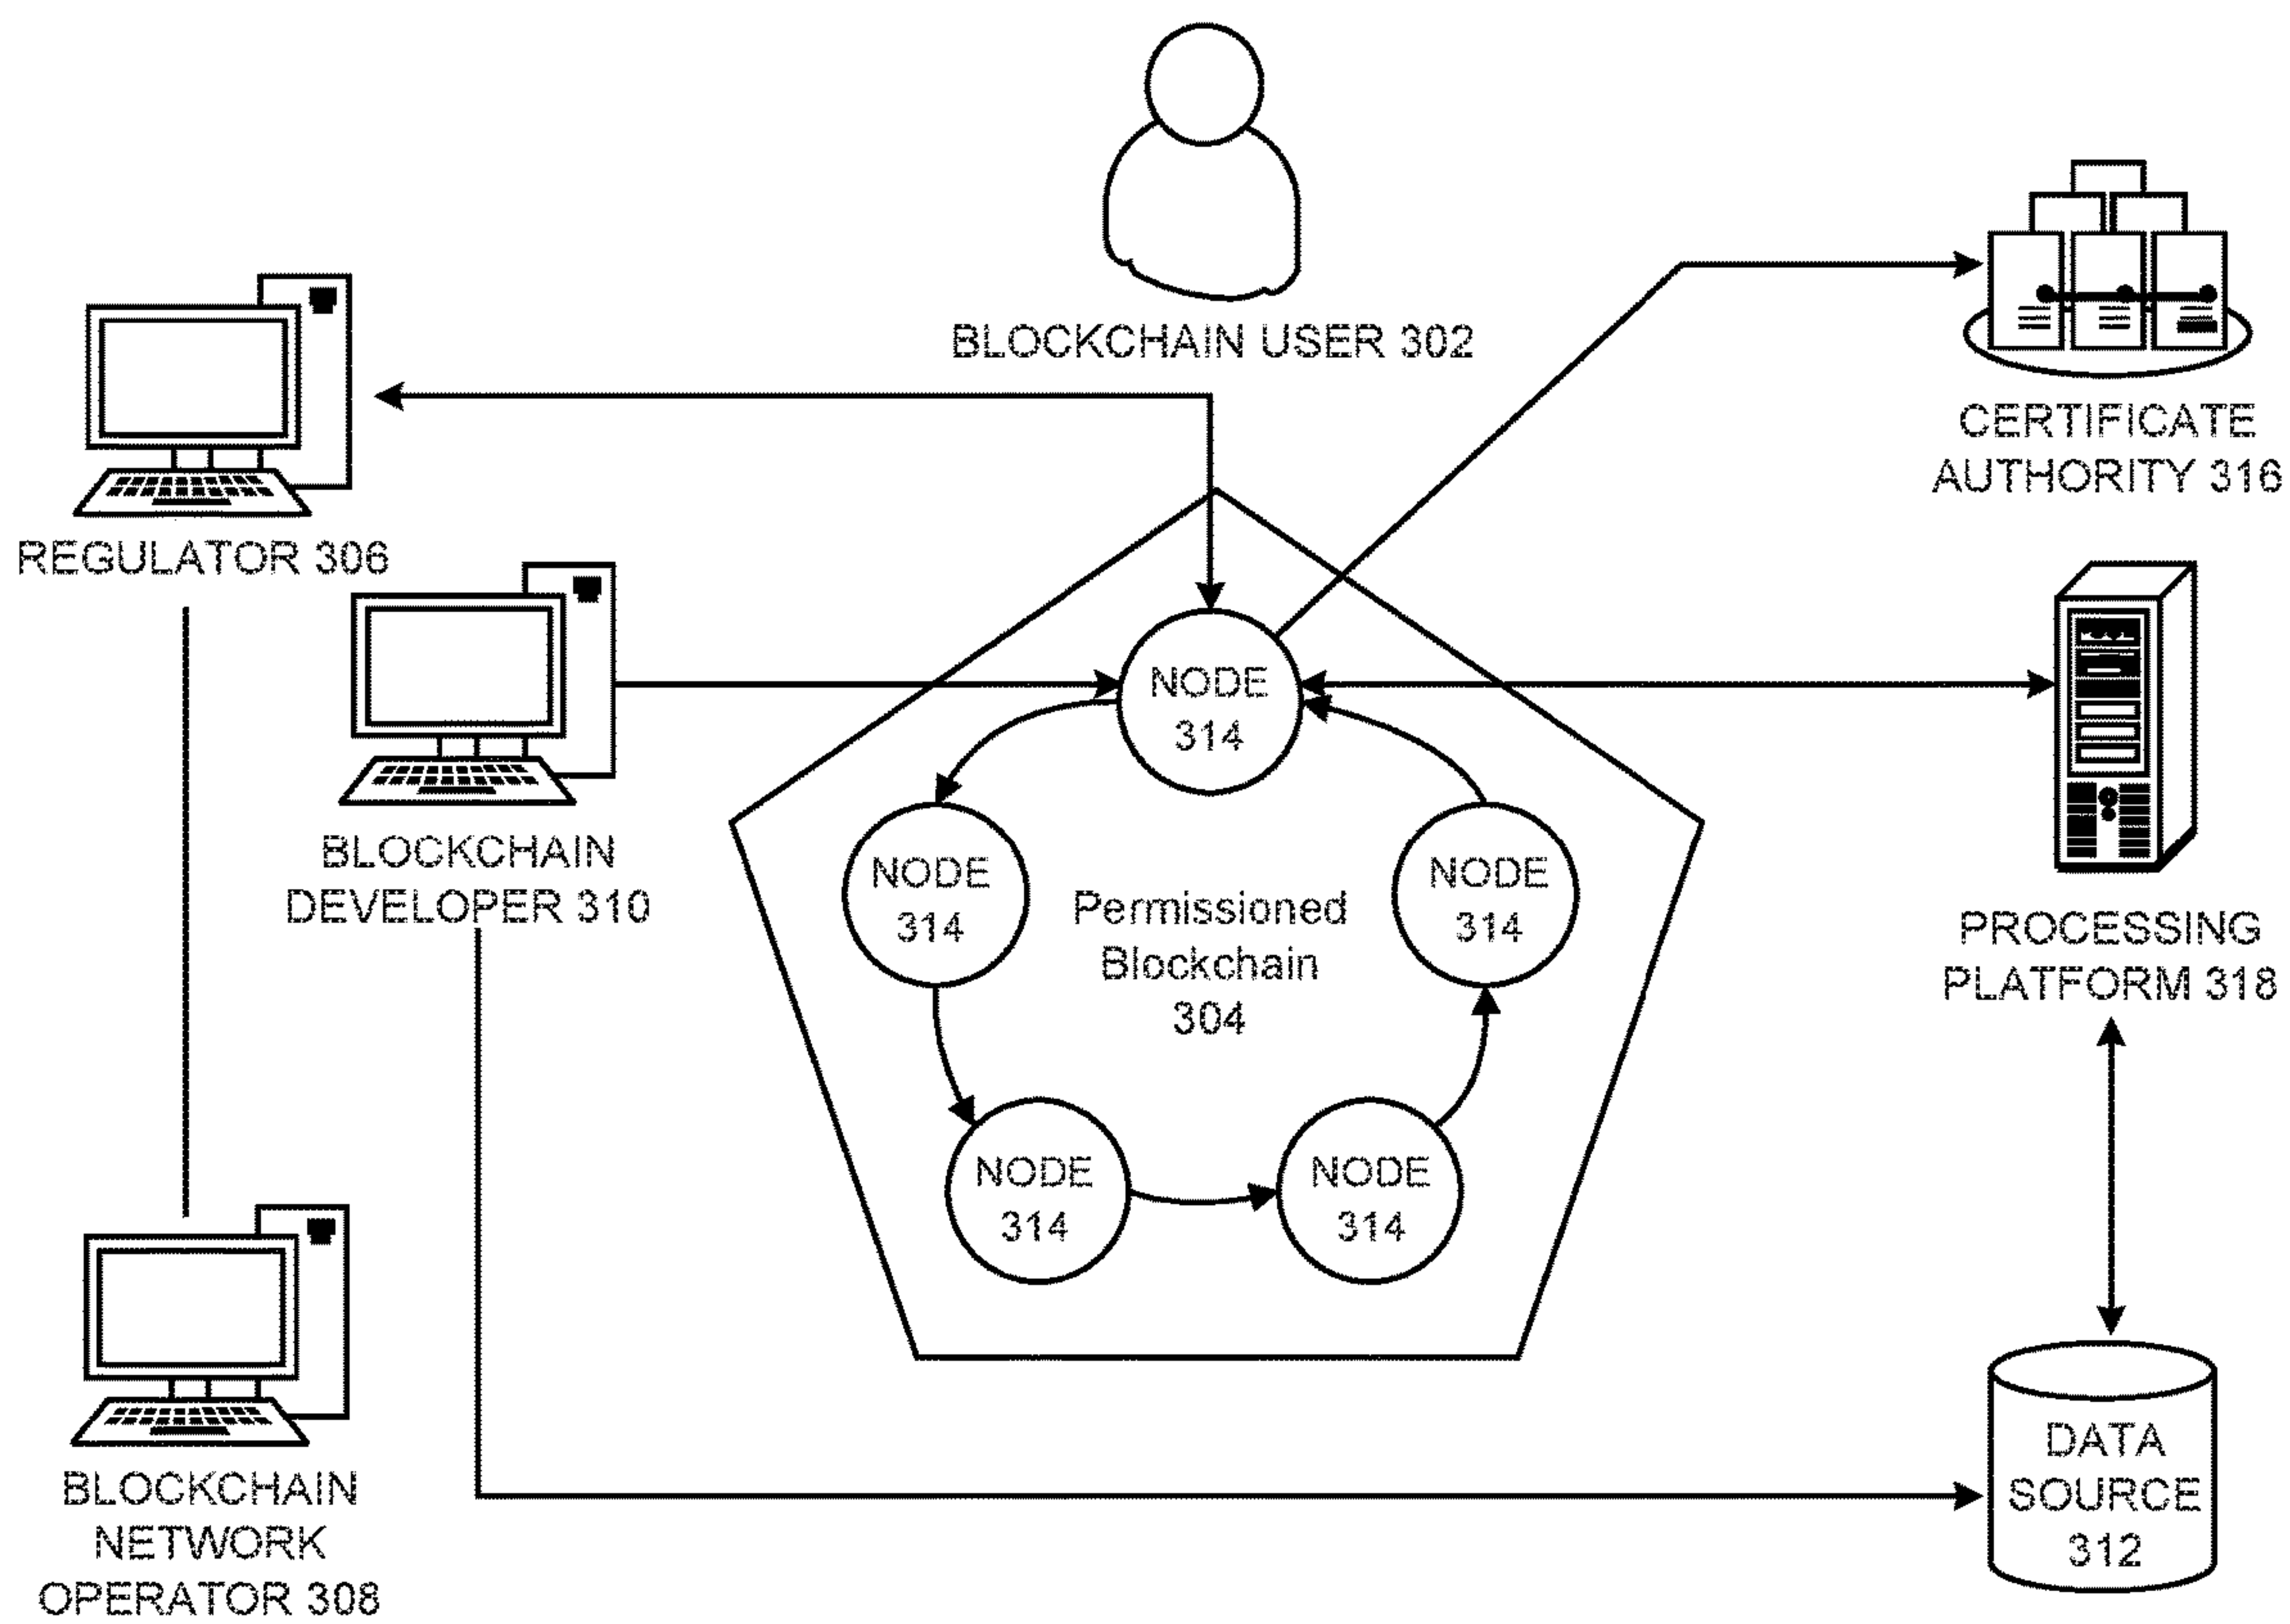 BLOCKCHAIN USER 302
CERTIFICATE
AUTHORITY 316
REGULATOR 306
NODE
314
BLOCKCHAIN
DEVELOPER 310
NODE
314
Permissioned
Blockchain
304
NODE
314
PROCESSING
PLATFORM 318
NODE
314
NODE
314
BLOCKCHAIN
NETWORK
OPERATOR 308
DATA
SOURCE
312